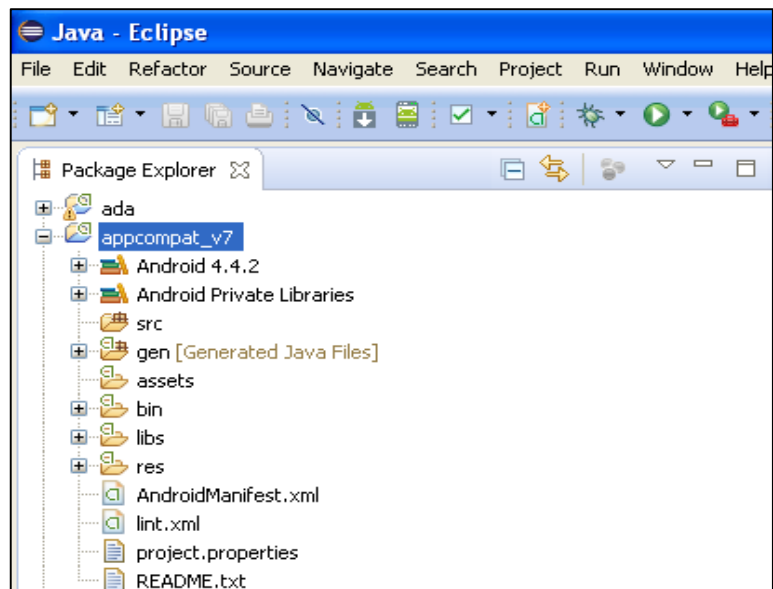 Java - Eclipse
File Edit Refactor Source Navigate Search Project Run Window Help
Package Explorer
ada
appcompat_v7
Android 4.4.2
Android Private Libraries
src
gen [Generated Java Files]
assets
bin
libs
res
AndroidManifest.xml
lint.xml
project.properties
README.txt